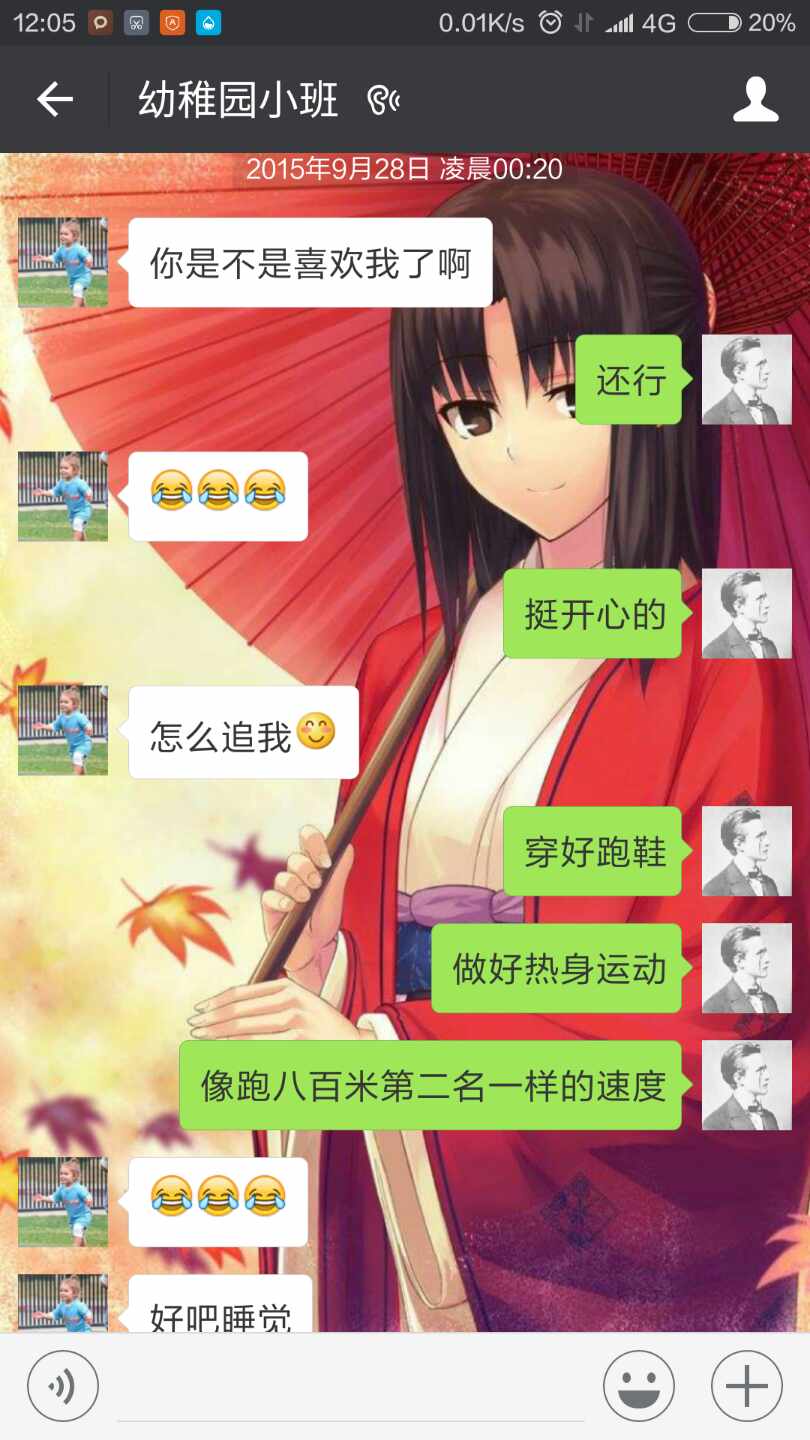 12:05 0.01K/s 4G 20%
幼稚园小班
2015年9月28日 凌晨00:20
你是不是喜欢我了啊
还行
😂😂😂
挺开心的
怎么追我😊
穿好跑鞋
做好热身运动
像跑八百米第二名一样的速度
😂😂😂
好吧睡觉